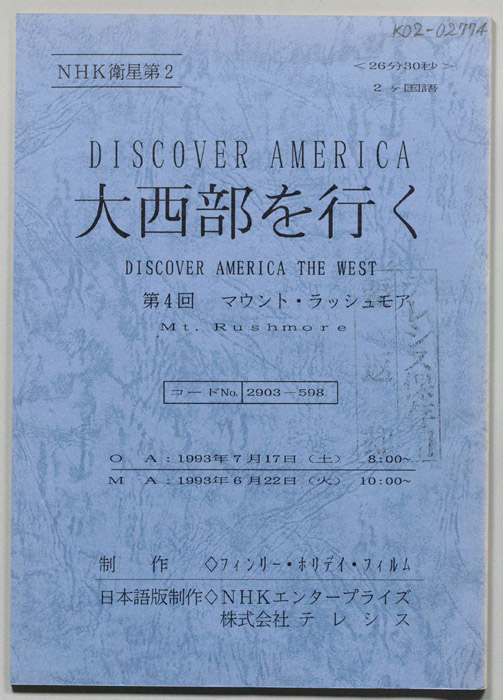 K02-02774
NHK衛星第2
<26分30秒>
2ヶ国語
DISCOVER AMERICA
大西部を行く
DISCOVER AMERICA THE WEST
第4回 マウント・ラッシュモア
Mt. Rushmore
コードNo. 2903-598
O A:1993年7月17日(土) 8:00~
M A:1993年6月22日(火) 10:00~
制 作 ◇フィンリー・ホリデイ・フィルム
日本語版制作◇NHKエンタープライズ
株式会社 テレシス